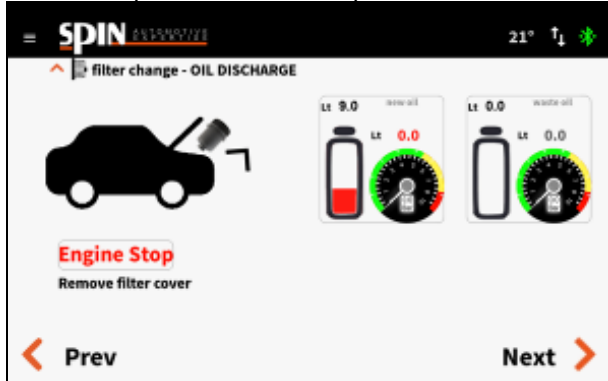 SPIN AUTOMOTIVE EXPERTISE
21°
filter change - OIL DISCHARGE
Lt 9.0 new oil
Lt 0.0
Lt 0.0 waste oil
Lt 0.0
Engine Stop
Remove filter cover
Prev
Next